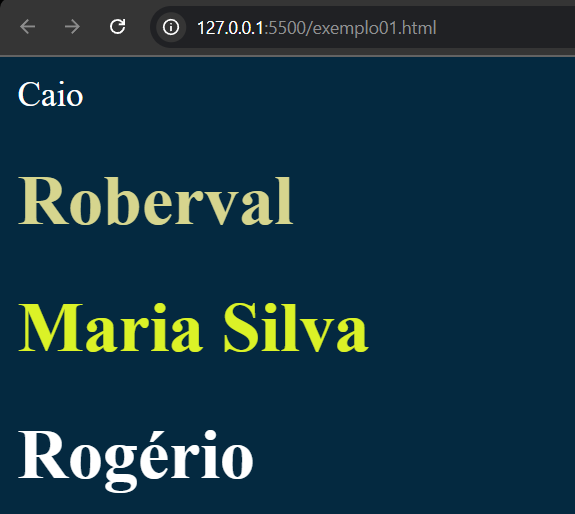 127.0.0.1:5500/exemplo01.html
Caio
Roberval
Maria Silva
Rogério